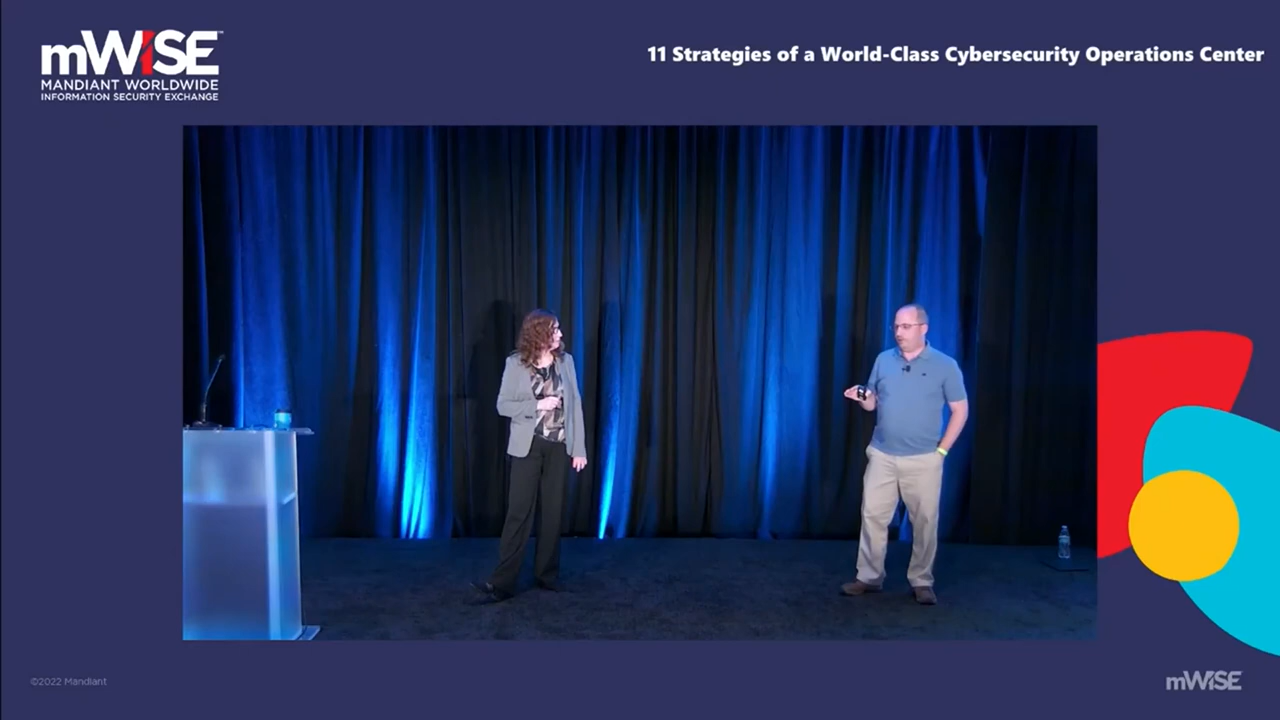 mWISE™
MANDIANT WORLDWIDE
INFORMATION SECURITY EXCHANGE
11 Strategies of a World-Class Cybersecurity Operations Center
©2022 Mandiant
mWISE